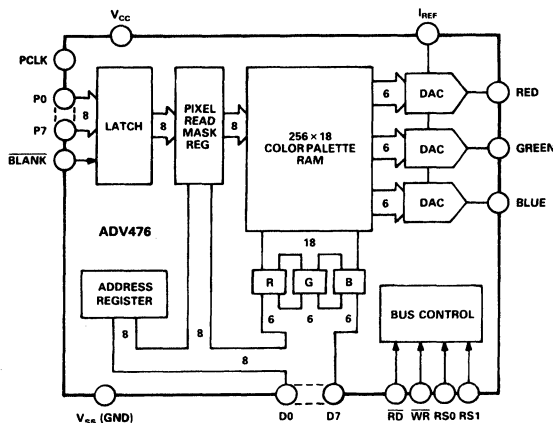 VCC
IREF
PCLK
P0
P7
BLANK
8
LATCH
8
PIXEL
READ
MASK
REG
8
256 × 18
COLOR PALETTE
RAM
6
DAC
RED
6
DAC
GREEN
6
DAC
BLUE
ADV476
18
R
G
B
6
6
6
ADDRESS
REGISTER
8
8
8
BUS CONTROL
VSS (GND)
D0
D7
RD
WR
RS0
RS1